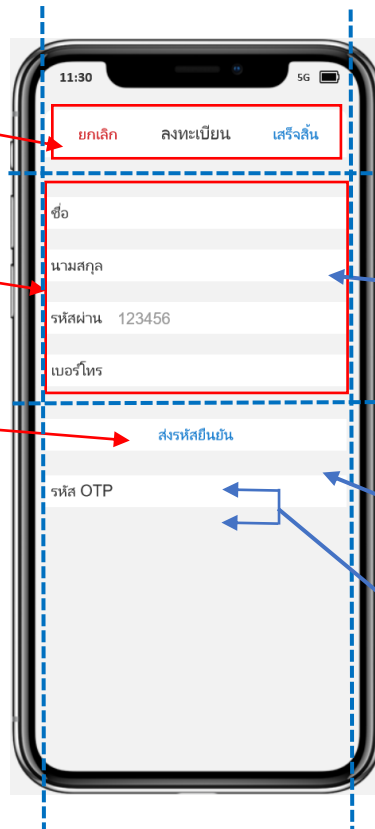 11:30 5G
ยกเลิก ลงทะเบียน เสร็จสิ้น
ชื่อ
นามสกุล
รหัสผ่าน 123456
เบอร์โทร
ส่งรหัสยืนยัน
รหัส OTP